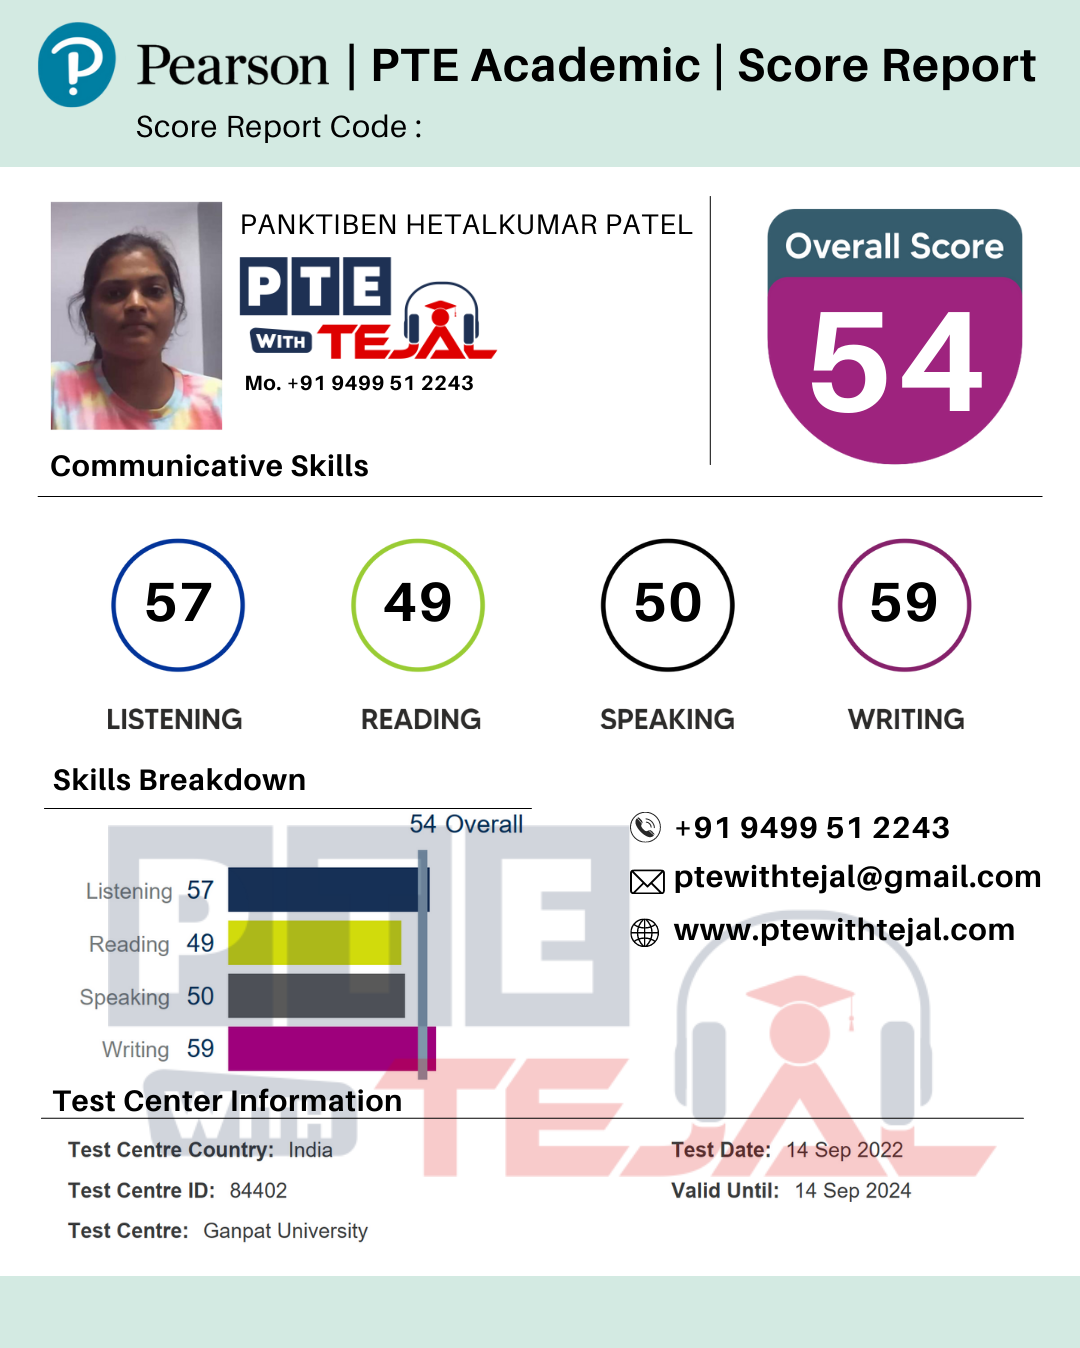 Pearson | PTE Academic | Score Report
Score Report Code :
PANKTIBEN HETALKUMAR PATEL
PTE
WITH TEJAL
Mo. +91 9499 51 2243
Overall Score
54
Communicative Skills
57 49 50 59
LISTENING READING SPEAKING WRITING
Skills Breakdown
54 Overall
Listening 57
Reading 49
Speaking 50
Writing 59
+91 9499 51 2243
ptewithtejal@gmail.com
www.ptewithtejal.com
PTE
WITH TEJAL
Test Center Information
Test Centre Country: India
Test Date: 14 Sep 2022
Test Centre ID: 84402
Valid Until: 14 Sep 2024
Test Centre: Ganpat University